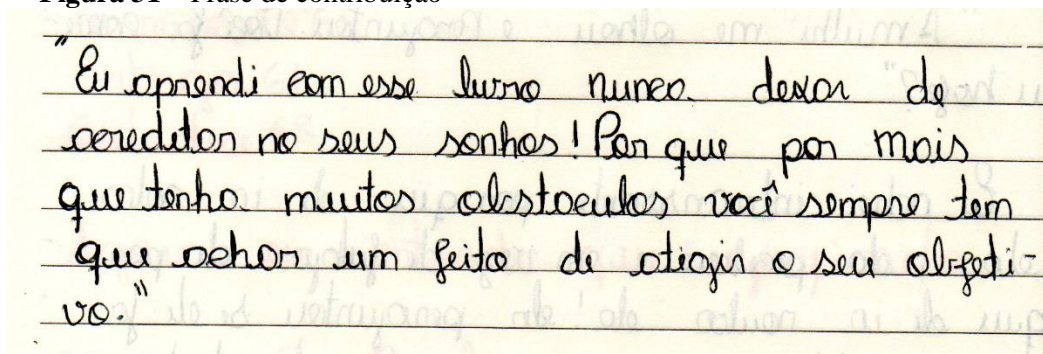 "Eu aprendi com esse livro nunca dexar de
acreditar no seus sonhos! Por que por mais
que tenha muitos obstaculos você sempre tem
que achar um jeito de atigir o seu objeti-
vo."